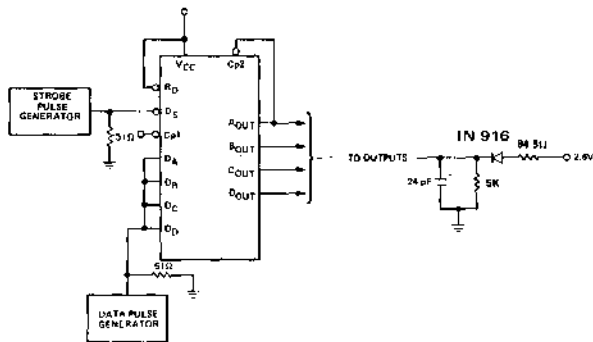 VCC
Cp2
RD
STROBE
PULSE
GENERATOR
DS
51Ω
Cp1
DA
DB
DC
DD
AOUT
BOUT
COUT
DOUT
TO OUTPUTS
IN 916
2.6V
24 pF
5K
51Ω
DATA PULSE
GENERATOR